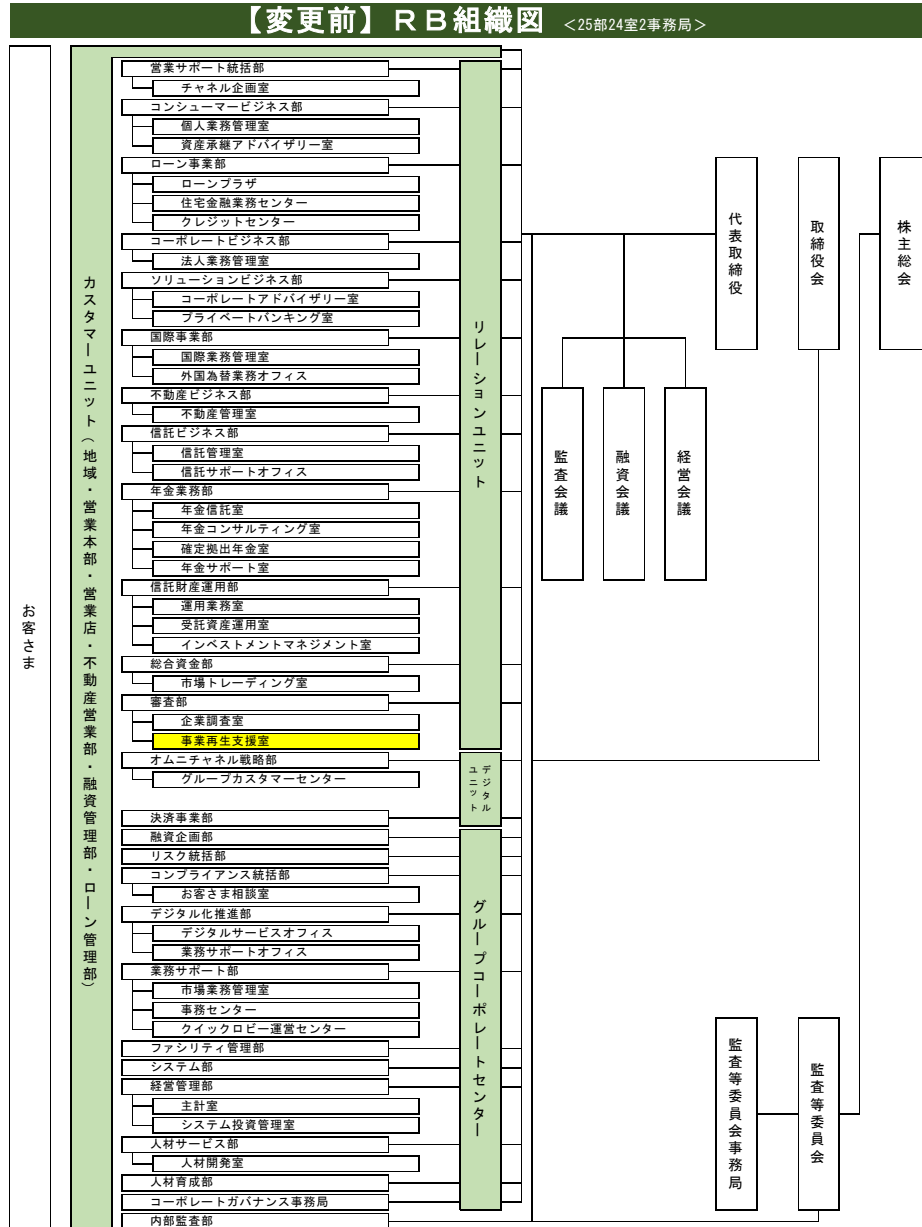 【変更前】ＲＢ組織図 ＜25部24室2事務局＞
お客さま
カスタマーユニット（地域・営業本部・営業店・不動産営業部・融資管理部・ローン管理部）
営業サポート統括部
チャネル企画室
コンシューマービジネス部
個人業務管理室
資産承継アドバイザリー室
ローン事業部
ローンプラザ
住宅金融業務センター
クレジットセンター
コーポレートビジネス部
法人業務管理室
ソリューションビジネス部
コーポレートアドバイザリー室
プライベートバンキング室
国際事業部
国際業務管理室
外国為替業務オフィス
不動産ビジネス部
不動産管理室
信託ビジネス部
信託管理室
信託サポートオフィス
年金業務部
年金信託室
年金コンサルティング室
確定拠出年金室
年金サポート室
信託財産運用部
運用業務室
受託資産運用室
インベストメントマネジメント室
総合資金部
市場トレーディング室
審査部
企業調査室
事業再生支援室
オムニチャネル戦略部
グループカスタマーセンター
決済事業部
融資企画部
リスク統括部
コンプライアンス統括部
お客さま相談室
デジタル化推進部
デジタルサービスオフィス
業務サポートオフィス
業務サポート部
市場業務管理室
事務センター
クイックロビー運営センター
ファシリティ管理部
システム部
経営管理部
主計室
システム投資管理室
人材サービス部
人材開発室
人材育成部
コーポレートガバナンス事務局
内部監査部
リレーションユニット
デジタル
ユニット
グループコーポレートセンター
監査会議
融資会議
経営会議
代表取締役
取締役会
株主総会
監査等委員会事務局
監査等委員会